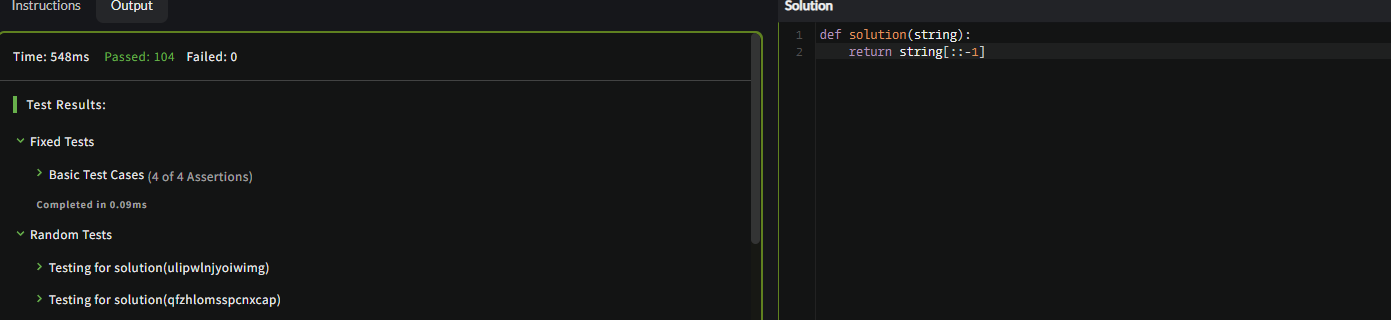 Instructions
Output
Time: 548ms Passed: 104 Failed: 0
Test Results:
Fixed Tests
Basic Test Cases (4 of 4 Assertions)
Completed in 0.09ms
Random Tests
Testing for solution(ulipwlnjyoiwimg)
Testing for solution(qfzhlomsspcnxcap)
Solution
1 def solution(string):
2     return string[::-1]